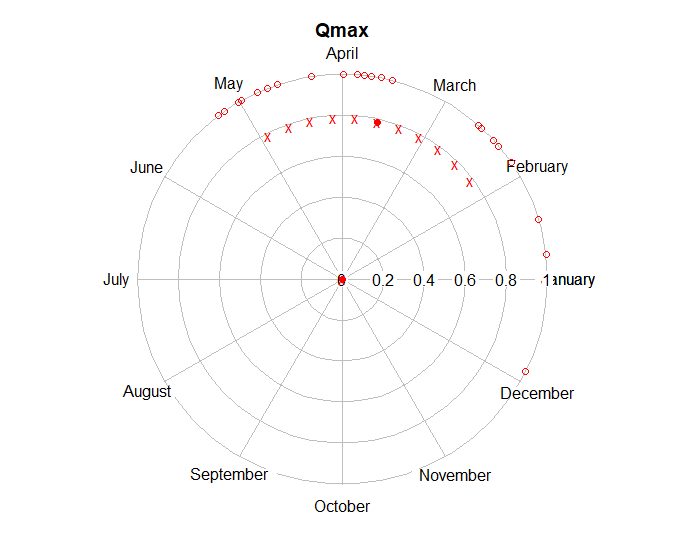 Qmax
April
May
March
June
February
July
0 0.2 0.4 0.6 0.8 1
January
August
December
September
November
October